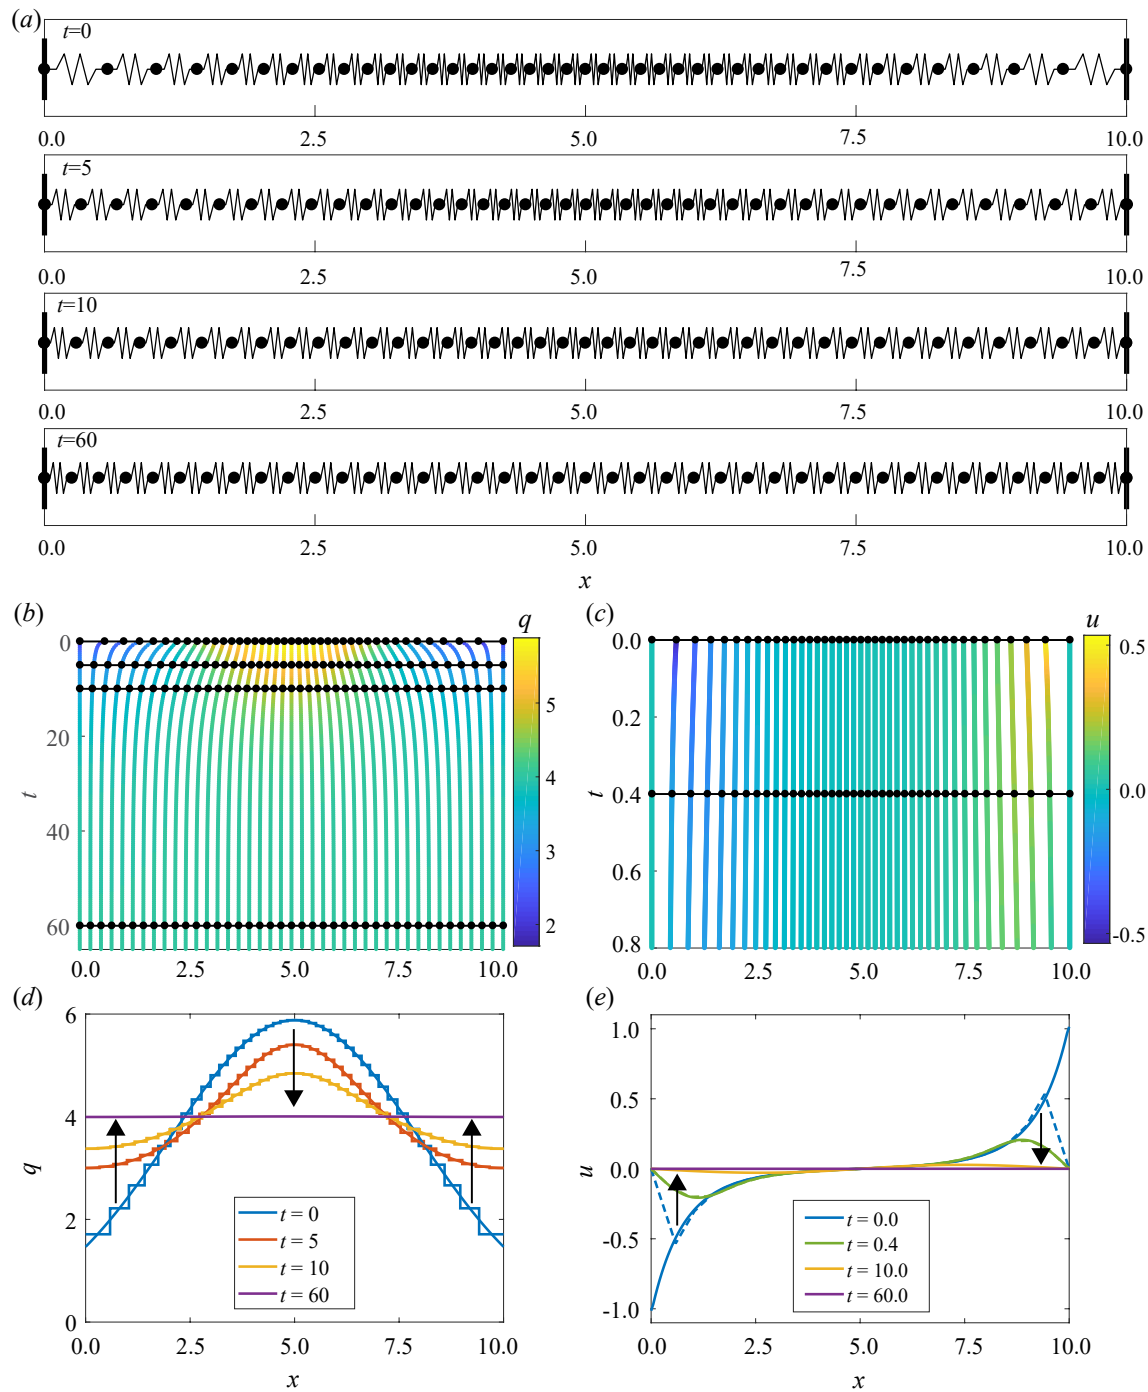 (a)
t=0
0.0 2.5 5.0 7.5 10.0
t=5
0.0 2.5 5.0 7.5 10.0
t=10
0.0 2.5 5.0 7.5 10.0
t=60
0.0 2.5 5.0 7.5 10.0
x
(b)
q
0
20
40
60
t
0.0 2.5 5.0 7.5 10.0
5
4
3
2
(c)
u
0.0
0.2
0.4
0.6
0.8
t
0.0 2.5 5.0 7.5 10.0
0.5
0.0
-0.5
(d)
6
4
2
0
q
t = 0
t = 5
t = 10
t = 60
0.0 2.5 5.0 7.5 10.0
x
(e)
1.0
0.5
0.0
-0.5
-1.0
u
t = 0.0
t = 0.4
t = 10.0
t = 60.0
0.0 2.5 5.0 7.5 10.0
x